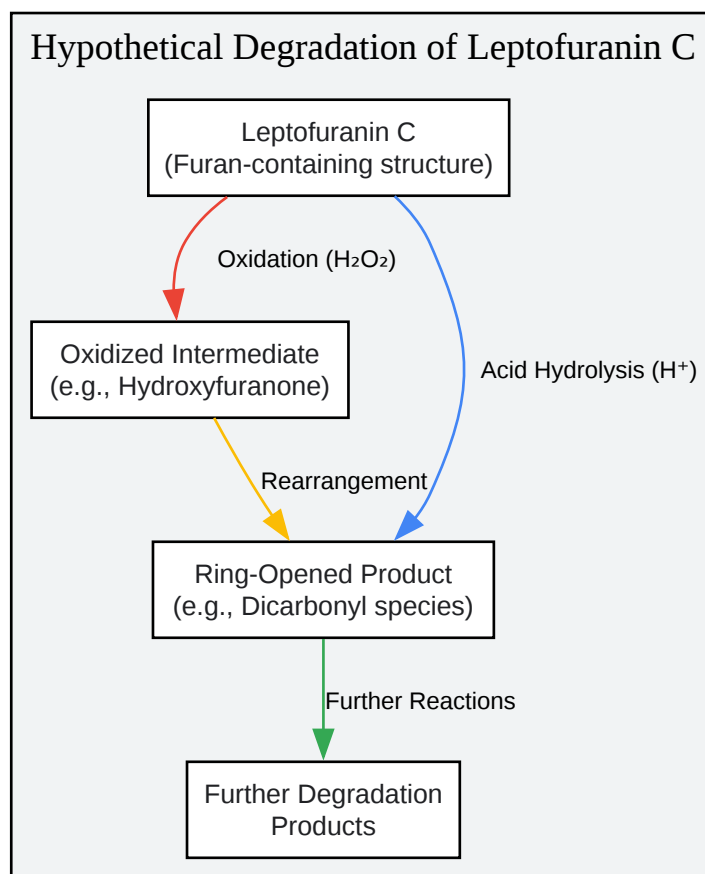 Hypothetical Degradation of Leptofuranin C
Leptofuranin C
(Furan-containing structure)
Oxidation (H₂O₂)
Oxidized Intermediate
(e.g., Hydroxyfuranone)
Acid Hydrolysis (H⁺)
Rearrangement
Ring-Opened Product
(e.g., Dicarbonyl species)
Further Reactions
Further Degradation
Products